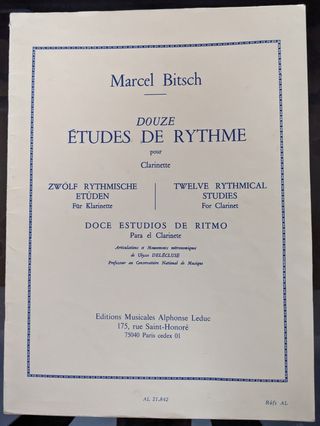 Marcel Bitsch
DOUZE
ÉTUDES DE RYTHME
pour
Clarinette
ZWÖLF RYTHMISCHE
ETÜDEN
Für Klarinette
TWELVE RYTHMICAL
STUDIES
For Clarinet
DOCE ESTUDIOS DE RITMO
Para el Clarinete
Articulations et Mouvements métronomiques
de Ulysse DELÉCLUSE
Professeur au Conservatoire National de Musique
Editions Musicales Alphonse Leduc
175, rue Saint-Honoré
75040 Paris cedex 01
AL 21.842
Réfs AL